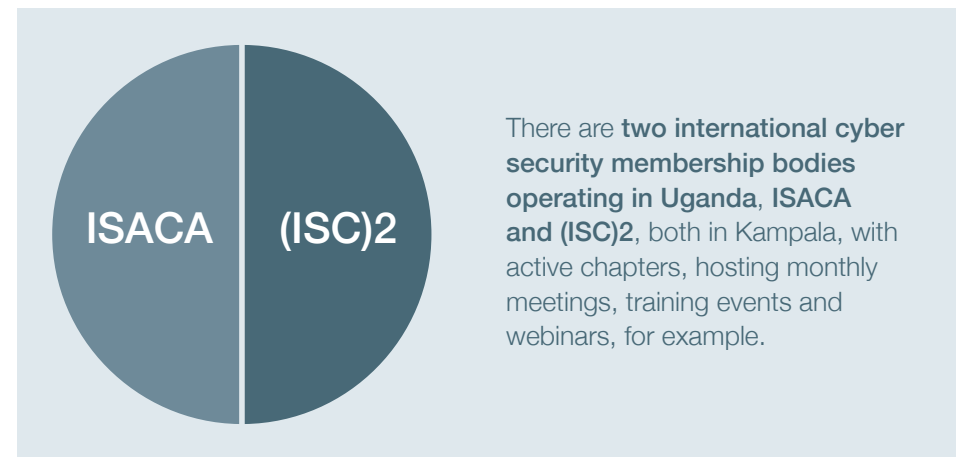 ISACA (ISC)2
There are two international cyber
security membership bodies
operating in Uganda, ISACA
and (ISC)2, both in Kampala, with
active chapters, hosting monthly
meetings, training events and
webinars, for example.